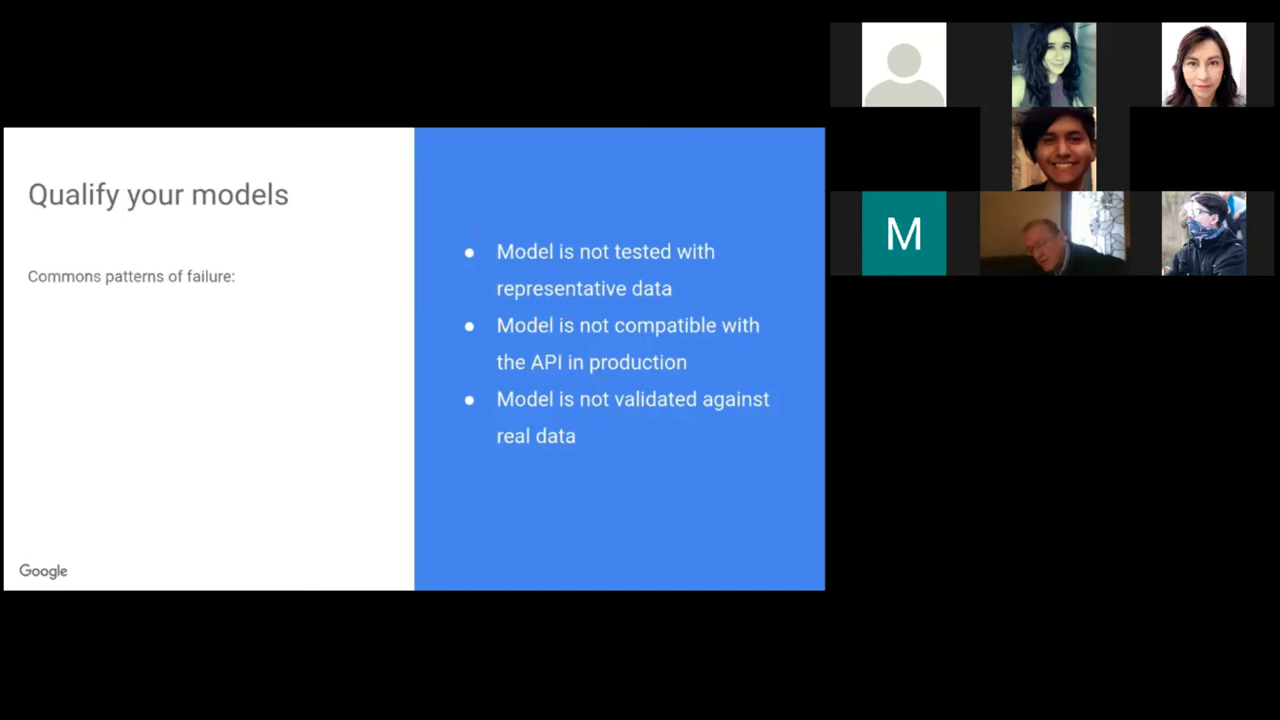 Qualify your models
Commons patterns of failure:
Model is not tested with
representative data
Model is not compatible with
the API in production
Model is not validated against
real data
Google
M